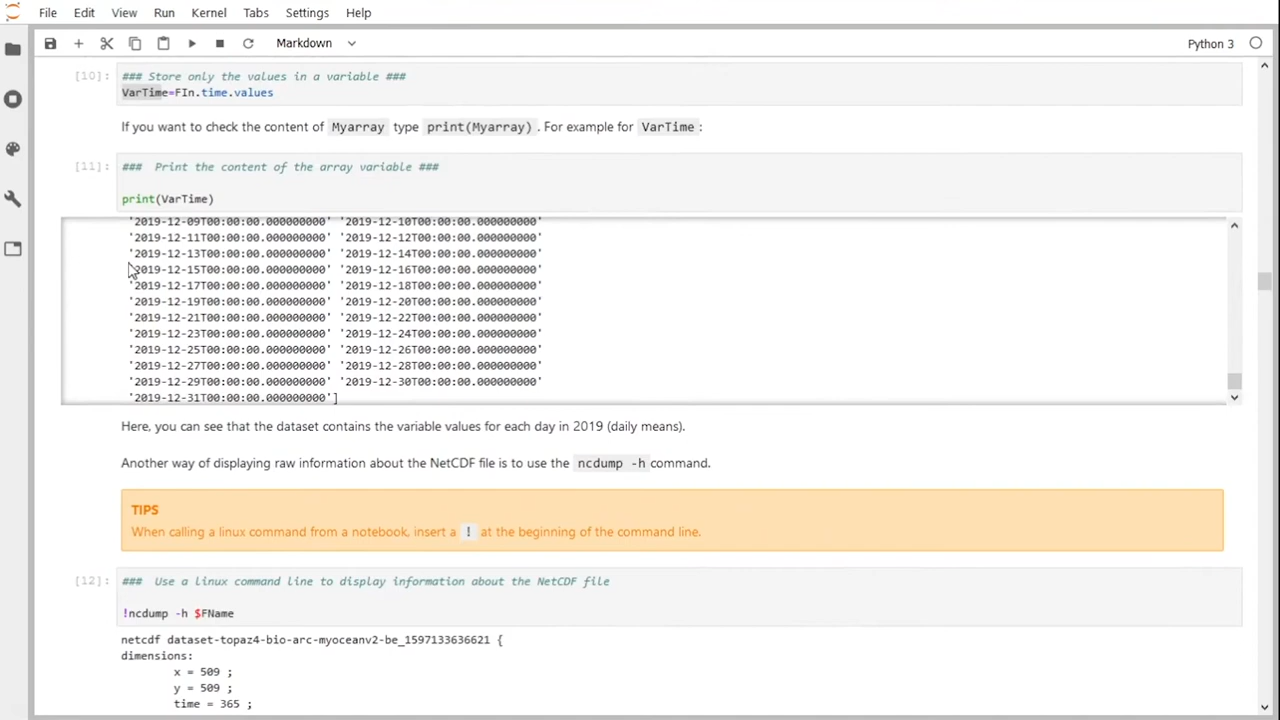 File Edit View Run Kernel Tabs Settings Help
Markdown
Python 3
[10]: ### Store only the values in a variable ###
VarTime=FIn.time.values
If you want to check the content of Myarray type print(Myarray) . For example for VarTime :
[11]: ###  Print the content of the array variable ###
print(VarTime)
'2019-12-09T00:00:00.000000000' '2019-12-10T00:00:00.000000000'
'2019-12-11T00:00:00.000000000' '2019-12-12T00:00:00.000000000'
'2019-12-13T00:00:00.000000000' '2019-12-14T00:00:00.000000000'
'2019-12-15T00:00:00.000000000' '2019-12-16T00:00:00.000000000'
'2019-12-17T00:00:00.000000000' '2019-12-18T00:00:00.000000000'
'2019-12-19T00:00:00.000000000' '2019-12-20T00:00:00.000000000'
'2019-12-21T00:00:00.000000000' '2019-12-22T00:00:00.000000000'
'2019-12-23T00:00:00.000000000' '2019-12-24T00:00:00.000000000'
'2019-12-25T00:00:00.000000000' '2019-12-26T00:00:00.000000000'
'2019-12-27T00:00:00.000000000' '2019-12-28T00:00:00.000000000'
'2019-12-29T00:00:00.000000000' '2019-12-30T00:00:00.000000000'
'2019-12-31T00:00:00.000000000']
Here, you can see that the dataset contains the variable values for each day in 2019 (daily means).
Another way of displaying raw information about the NetCDF file is to use the ncdump -h command.
TIPS
When calling a linux command from a notebook, insert a ! at the beginning of the command line.
[12]: ###  Use a linux command line to display information about the NetCDF file
!ncdump -h $FName
netcdf dataset-topaz4-bio-arc-myoceanv2-be_1597133636621 {
dimensions:
x = 509 ;
y = 509 ;
time = 365 ;